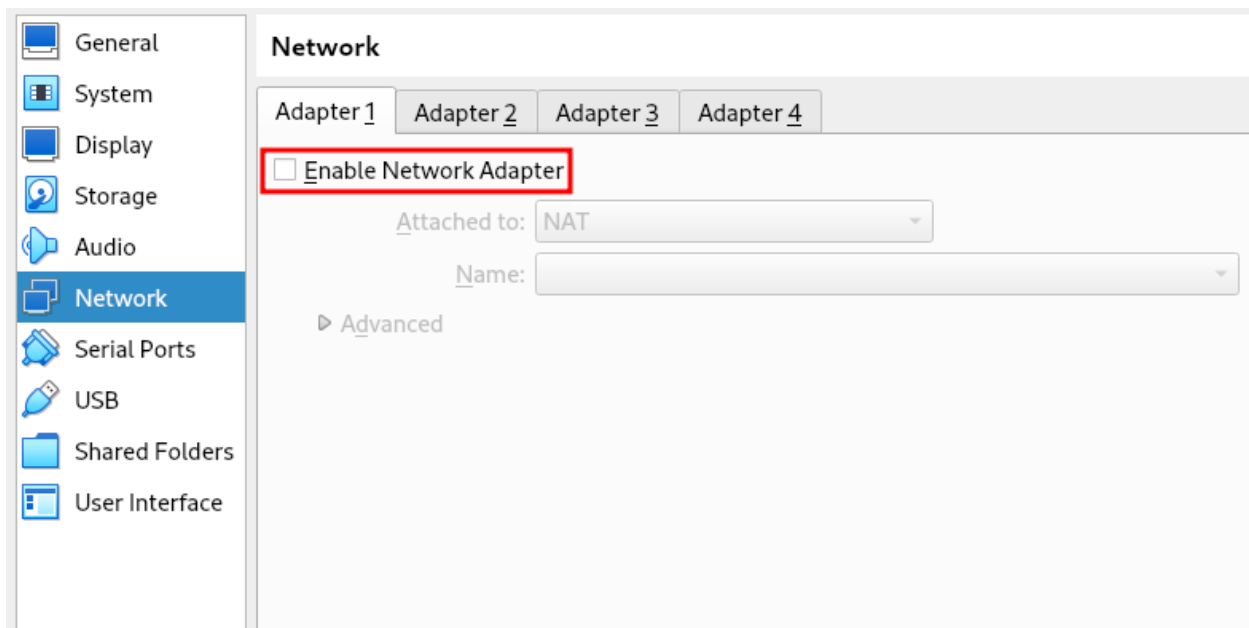 General
System
Display
Storage
Audio
Network
Serial Ports
USB
Shared Folders
User Interface
Network
Adapter 1 Adapter 2 Adapter 3 Adapter 4
Enable Network Adapter
Attached to: NAT
Name:
Advanced